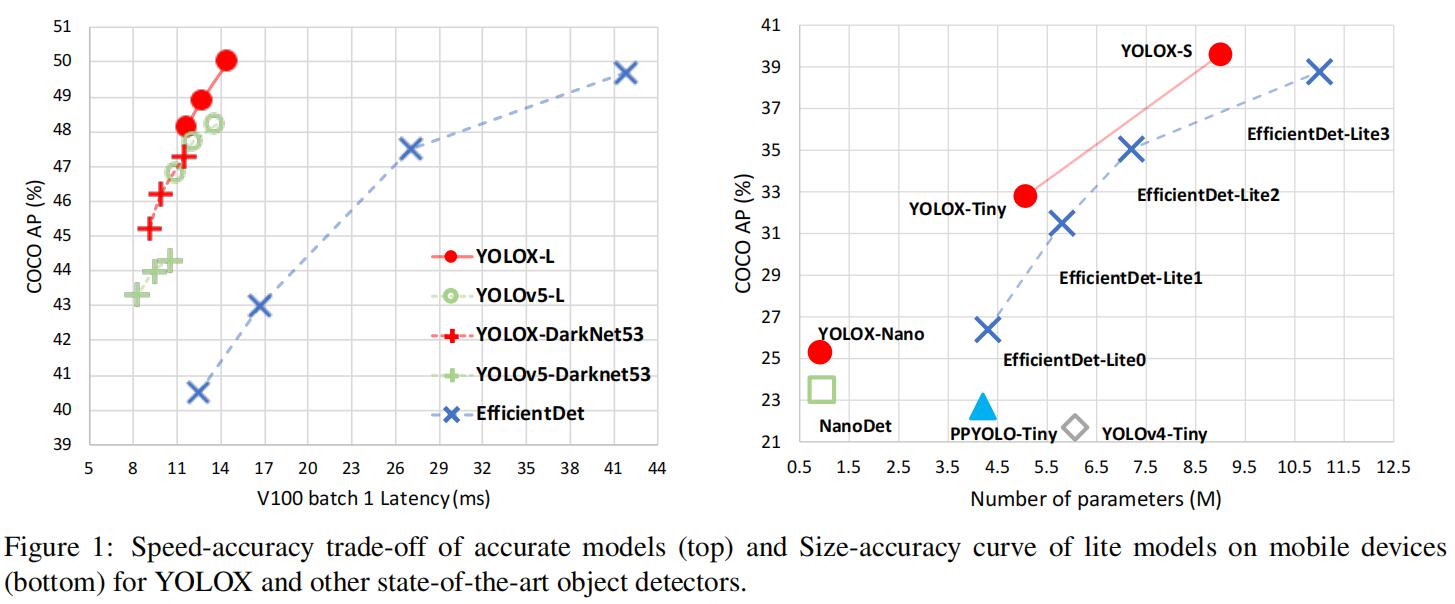 51
50
49
48
47
46
45
44
43
42
41
40
39
COCO AP (%)
YOLOX-L
YOLOv5-L
YOLOX-DarkNet53
YOLOv5-Darknet53
EfficientDet
5 8 11 14 17 20 23 26 29 32 35 38 41 44
V100 batch 1 Latency (ms)
41
39
37
35
33
31
29
27
25
23
21
COCO AP (%)
YOLOX-S
EfficientDet-Lite3
EfficientDet-Lite2
YOLOX-Tiny
EfficientDet-Lite1
YOLOX-Nano
EfficientDet-Lite0
NanoDet
PPYOLO-Tiny
YOLOv4-Tiny
0.5 1.5 2.5 3.5 4.5 5.5 6.5 7.5 8.5 9.5 10.5 11.5 12.5
Number of parameters (M)
Figure 1: Speed-accuracy trade-off of accurate models (top) and Size-accuracy curve of lite models on mobile devices
(bottom) for YOLOX and other state-of-the-art object detectors.